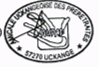 AMICALE UCKANGEOISE DES PRERETRAITES
57270 UCKANGE